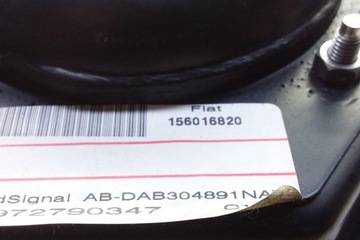 Fiat
156016820
dSignal AB-DAB304891NA
972790347